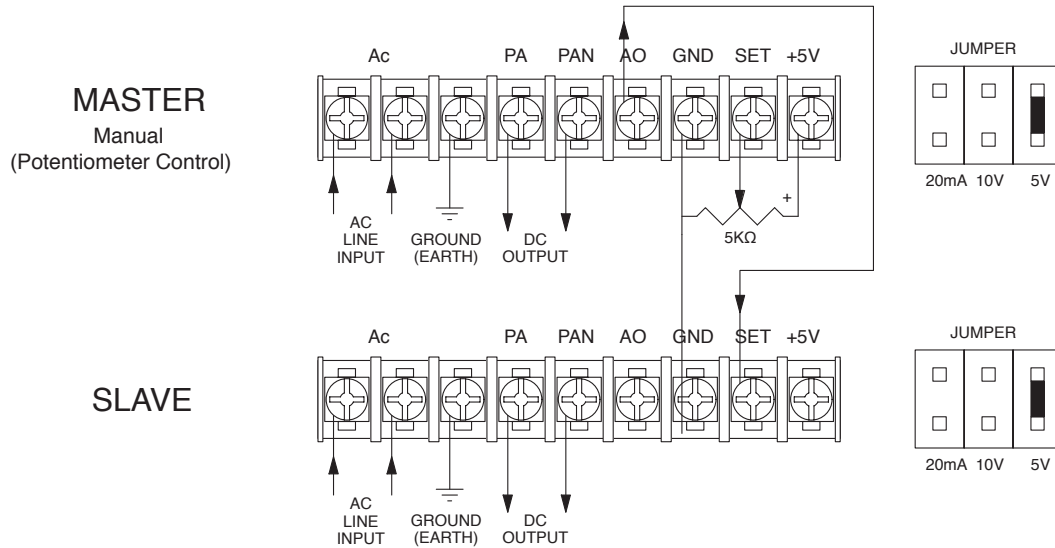 Ac PA PAN AO GND SET +5V
MASTER
Manual
(Potentiometer Control)
JUMPER
20mA 10V 5V
+
5KΩ
AC
LINE
INPUT
GROUND
(EARTH)
DC
OUTPUT
Ac PA PAN AO GND SET +5V
SLAVE
JUMPER
20mA 10V 5V
AC
LINE
INPUT
GROUND
(EARTH)
DC
OUTPUT